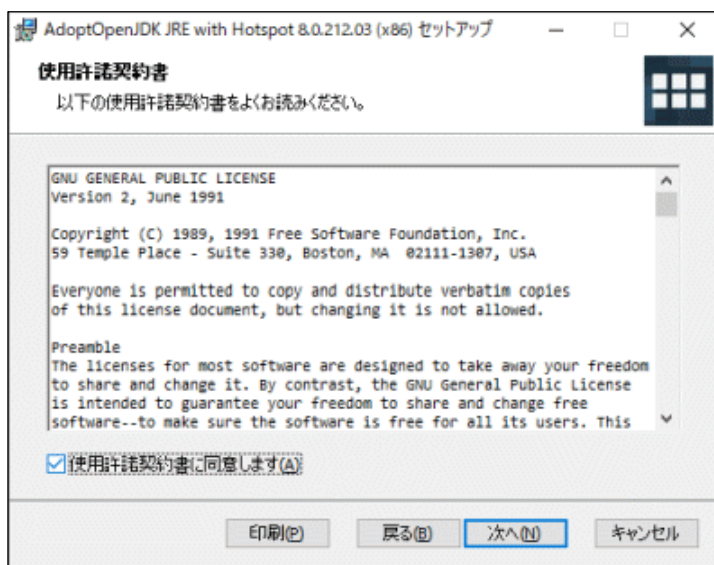 AdoptOpenJDK JRE with Hotspot 8.0.212.03 (x86) セットアップ
使用許諾契約書
以下の使用許諾契約書をよくお読みください。
GNU GENERAL PUBLIC LICENSE
Version 2, June 1991
Copyright (C) 1989, 1991 Free Software Foundation, Inc.
59 Temple Place - Suite 330, Boston, MA  02111-1307, USA
Everyone is permitted to copy and distribute verbatim copies
of this license document, but changing it is not allowed.
Preamble
The licenses for most software are designed to take away your freedom
to share and change it. By contrast, the GNU General Public License
is intended to guarantee your freedom to share and change free
software--to make sure the software is free for all its users. This
使用許諾契約書に同意します(A)
印刷(P) 戻る(B) 次へ(N) キャンセル